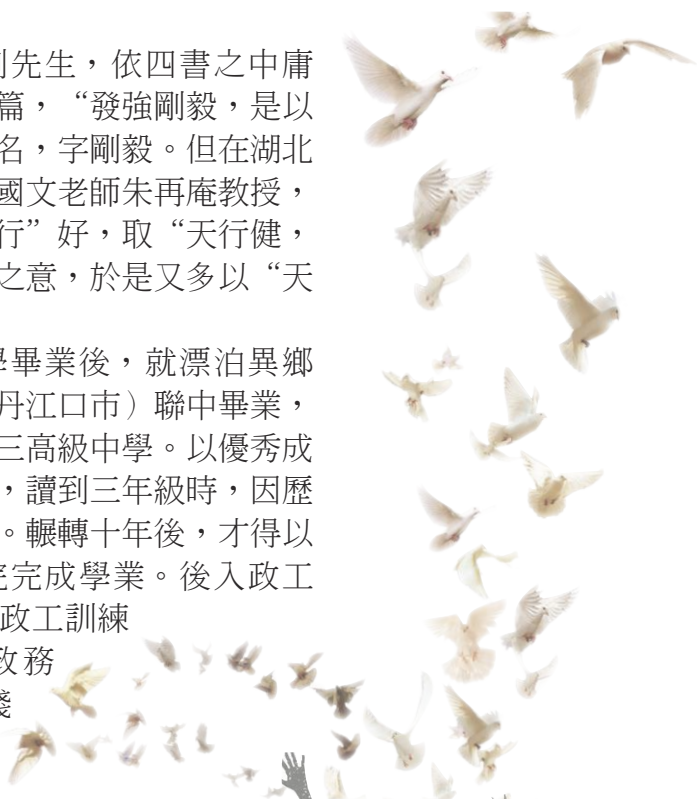 先生，依四書之中庸
篇，“發強剛毅，是以
名，字剛毅。但在湖北
國文老師朱再庵教授，
行”好，取“天行健，
之意，於是又多以“天
畢業後，就漂泊異鄉
丹江口市）聯中畢業，
三高級中學。以優秀成
，讀到三年級時，因歷
。輾轉十年後，才得以
完成學業。後入政工
政工訓練
政務